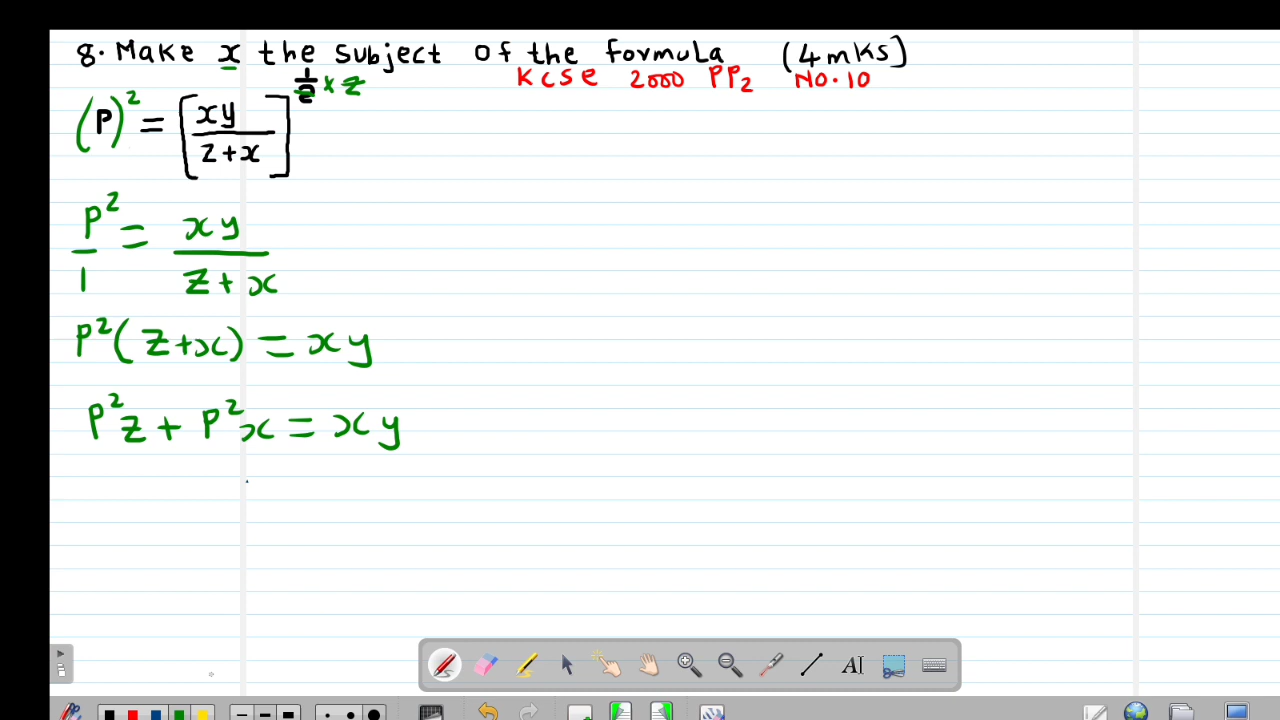 8. Make x the subject of the formula (4mks)
KCSE 2000 PP2 NO.10
(P)² = [xy / z+x]^(1/2 × 2)
P²/1 = xy / z+x
P²(z+x) = xy
P²z + P²x = xy
AI